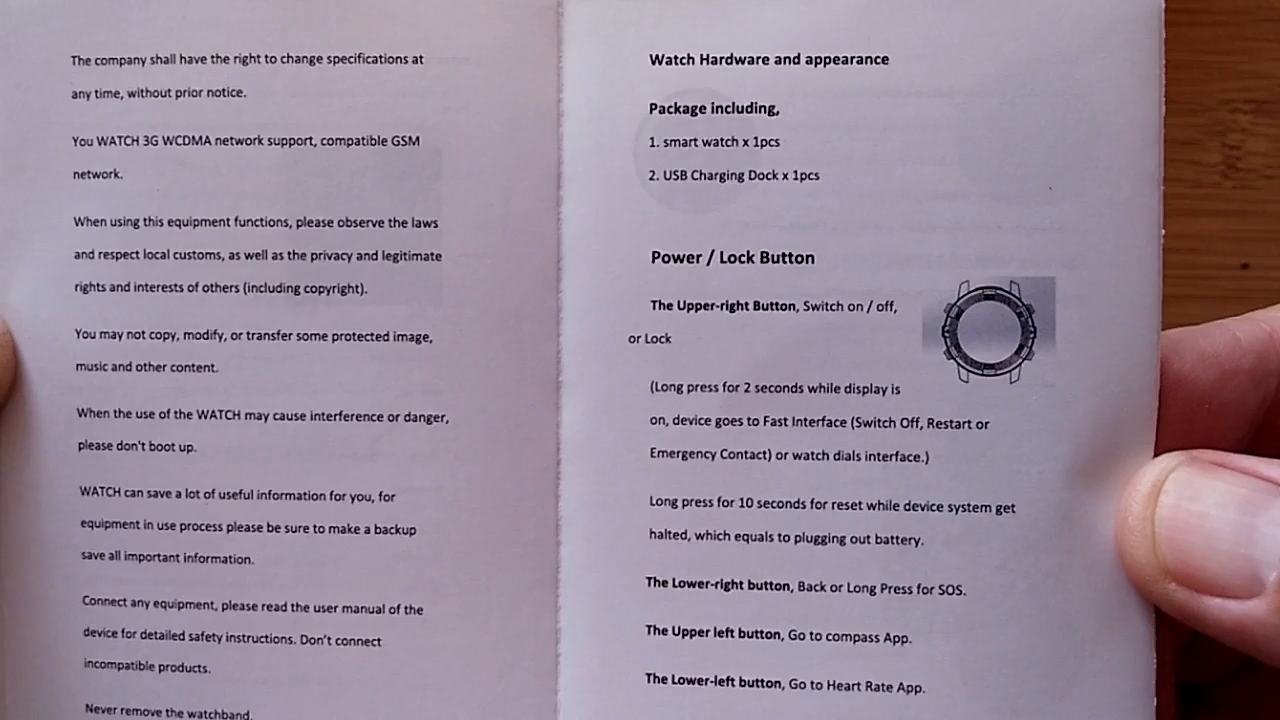 The company shall have the right to change specifications at
any time, without prior notice.
You WATCH 3G WCDMA network support, compatible GSM
network.
When using this equipment functions, please observe the laws
and respect local customs, as well as the privacy and legitimate
rights and interests of others (including copyright).
You may not copy, modify, or transfer some protected image,
music and other content.
When the use of the WATCH may cause interference or danger,
please don't boot up.
WATCH can save a lot of useful information for you, for
equipment in use process please be sure to make a backup
save all important information.
Connect any equipment, please read the user manual of the
device for detailed safety instructions. Don't connect
incompatible products.
Never remove the watchband.
Watch Hardware and appearance
Package including,
1. smart watch x 1pcs
2. USB Charging Dock x 1pcs
Power / Lock Button
The Upper-right Button, Switch on / off,
or Lock
(Long press for 2 seconds while display is
on, device goes to Fast Interface (Switch Off, Restart or
Emergency Contact) or watch dials interface.)
Long press for 10 seconds for reset while device system get
halted, which equals to plugging out battery.
The Lower-right button, Back or Long Press for SOS.
The Upper left button, Go to compass App.
The Lower-left button, Go to Heart Rate App.